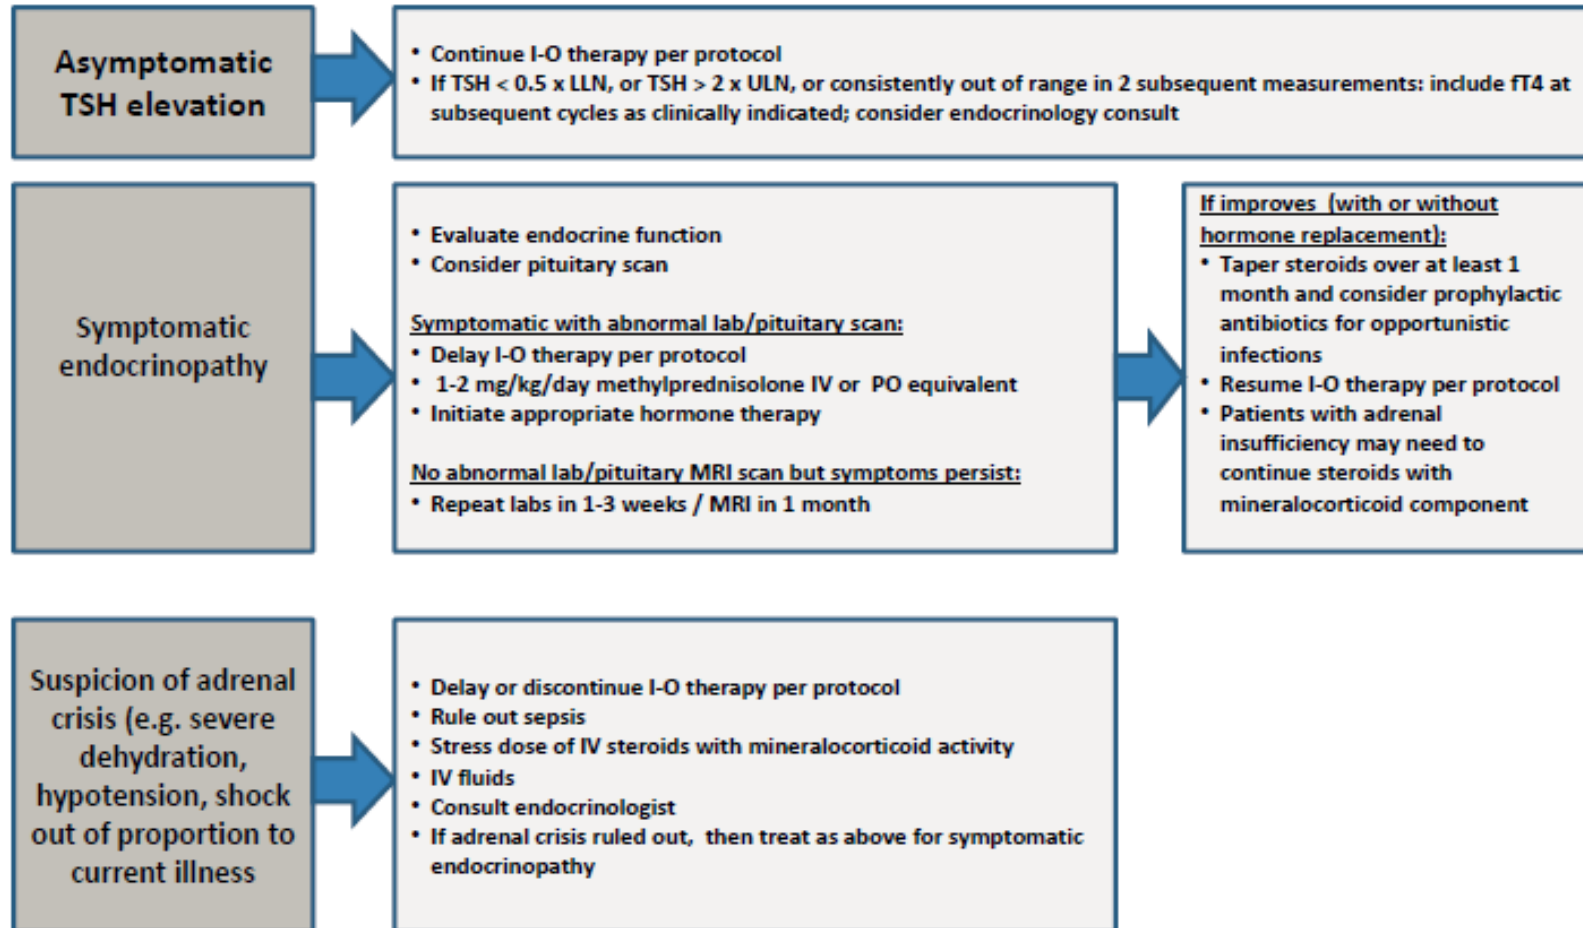 Asymptomatic
TSH elevation
• Continue I-O therapy per protocol
• If TSH < 0.5 x LLN, or TSH > 2 x ULN, or consistently out of range in 2 subsequent measurements: include fT4 at
subsequent cycles as clinically indicated; consider endocrinology consult
Symptomatic
endocrinopathy
• Evaluate endocrine function
• Consider pituitary scan
Symptomatic with abnormal lab/pituitary scan:
• Delay I-O therapy per protocol
• 1-2 mg/kg/day methylprednisolone IV or PO equivalent
• Initiate appropriate hormone therapy
No abnormal lab/pituitary MRI scan but symptoms persist:
• Repeat labs in 1-3 weeks / MRI in 1 month
If improves (with or without
hormone replacement):
• Taper steroids over at least 1
month and consider prophylactic
antibiotics for opportunistic
infections
• Resume I-O therapy per protocol
• Patients with adrenal
insufficiency may need to
continue steroids with
mineralocorticoid component
Suspicion of adrenal
crisis (e.g. severe
dehydration,
hypotension, shock
out of proportion to
current illness
• Delay or discontinue I-O therapy per protocol
• Rule out sepsis
• Stress dose of IV steroids with mineralocorticoid activity
• IV fluids
• Consult endocrinologist
• If adrenal crisis ruled out, then treat as above for symptomatic
endocrinopathy